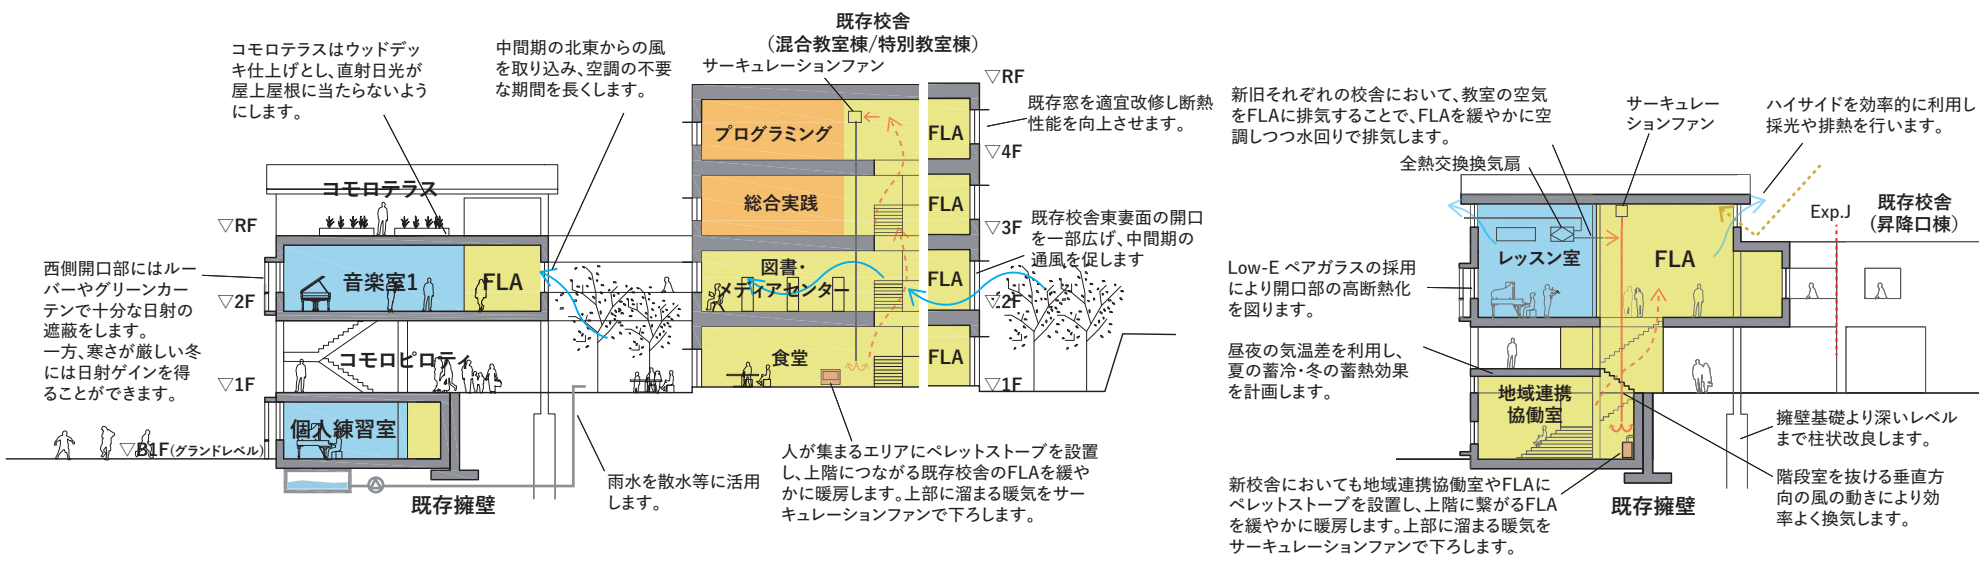 既存校舎
（混合教室棟/特別教室棟）
サーキュレーションファン
コモロテラスはウッドデッ
キ仕上げとし、直射日光が
屋上屋根に当たらないよう
にします。
中間期の北東からの風
を取り込み、空調の不要
な期間を長くします。
▽RF
既存窓を適宜改修し断熱
性能を向上させます。
プログラミング
FLA
▽4F
コモロテラス
総合実践
FLA
▽RF
▽3F
既存校舎東妻面の開口
を一部広げ、中間期の
通風を促します
西側開口部にはルー
バーやグリーンカー
テンで十分な日射の
遮蔽をします。
一方、寒さが厳しい冬
には日射ゲインを得
ることができます。
音楽室1
FLA
図書・
メディアセンター
FLA
▽2F
▽2F
コモロピロティ
食堂
FLA
▽1F
▽1F
個人練習室
▽B1F(グランドレベル)
既存擁壁
雨水を散水等に活用
します。
人が集まるエリアにペレットストーブを設置
し、上階につながる既存校舎のFLAを緩や
かに暖房します。上部に溜まる暖気をサー
キュレーションファンで下ろします。
新旧それぞれの校舎において、教室の空気
をFLAに排気することで、FLAを緩やかに空
調しつつ水回りで排気します。
サーキュレー
ションファン
ハイサイドを効率的に利用し
採光や排熱を行います。
全熱交換換気扇
Exp.J
既存校舎
（昇降口棟）
レッスン室
FLA
Low-E ペアガラスの採用
により開口部の高断熱化
を図ります。
昼夜の気温差を利用し、
夏の蓄冷・冬の蓄熱効果
を計画します。
地域連携
協働室
擁壁基礎より深いレベル
まで柱状改良します。
階段室を抜ける垂直方
向の風の動きにより効
率よく換気します。
既存擁壁
新校舎においても地域連携協働室やFLAに
ペレットストーブを設置し、上階に繋がるFLA
を緩やかに暖房します。上部に溜まる暖気を
サーキュレーションファンで下ろします。